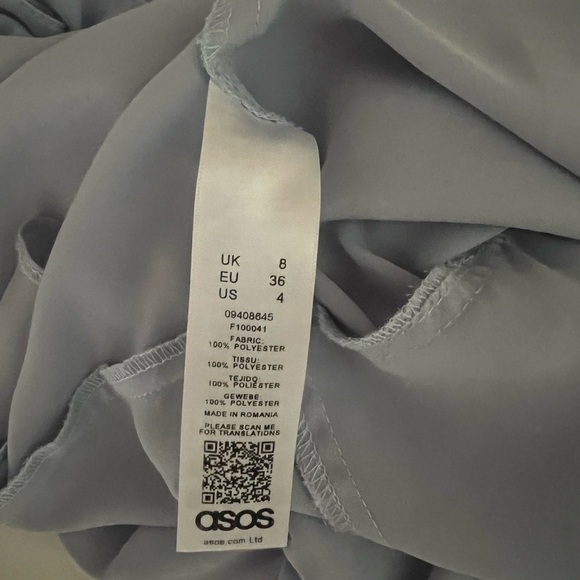 UK 8
EU 36
US 4
09408645
F100041
FABRIC:
100% POLYESTER
TISSU:
100% POLYESTER
TEJIDO:
100% POLIÉSTER
GEWEBE:
100% POLYESTER
MADE IN ROMANIA
PLEASE SCAN ME
FOR TRANSLATIONS
asos
asos.com Ltd